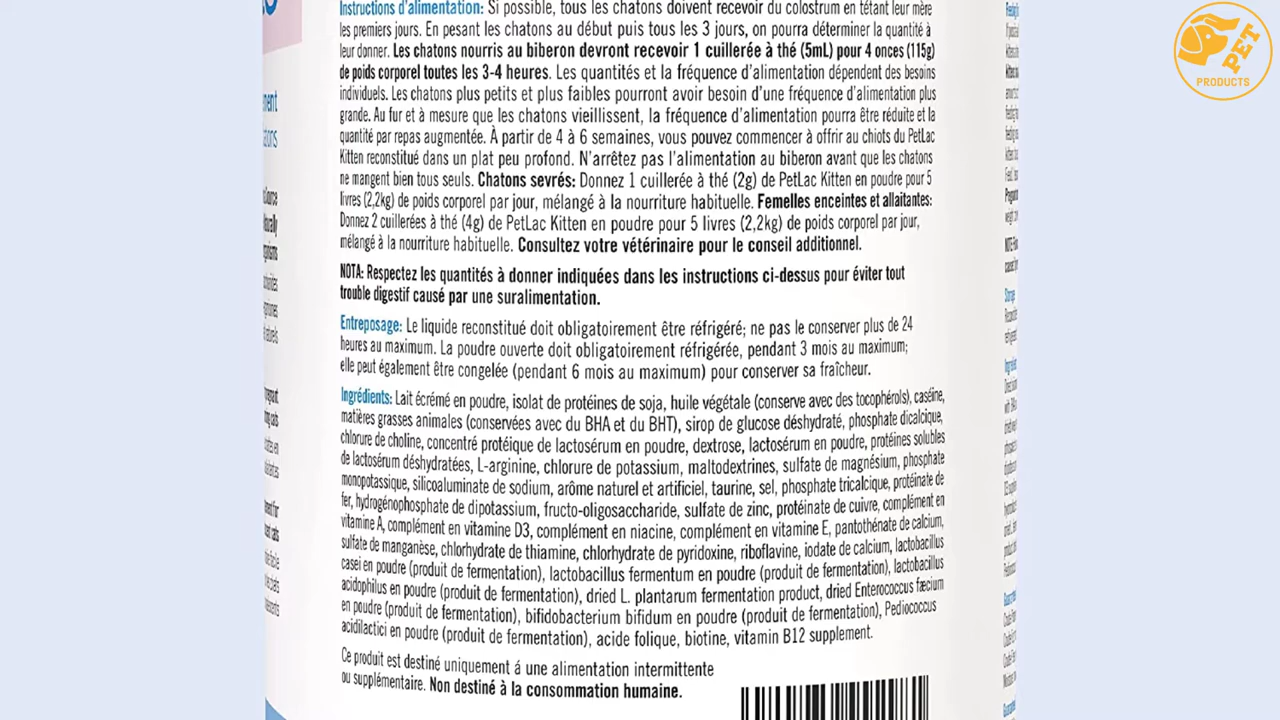 Instructions d'alimentation: Si possible, tous les chatons doivent recevoir du colostrum en tétant leur mère
les premiers jours. En pesant les chatons au début puis tous les 3 jours, on pourra déterminer la quantité à
leur donner. Les chatons nourris au biberon devront recevoir 1 cuillerée à thé (5mL) pour 4 onces (115g)
de poids corporel toutes les 3-4 heures. Les quantités et la fréquence d'alimentation dépendent des besoins
individuels. Les chatons plus petits et plus faibles pourront avoir besoin d'une fréquence d'alimentation plus
grande. Au fur et à mesure que les chatons vieillissent, la fréquence d'alimentation pourra être réduite et la
quantité par repas augmentée. À partir de 4 à 6 semaines, vous pouvez commencer à offrir au chiots du PetLac
Kitten reconstitué dans un plat peu profond. N'arrêtez pas l'alimentation au biberon avant que les chatons
ne mangent bien tous seuls. Chatons sevrés: Donnez 1 cuillerée à thé (2g) de PetLac Kitten en poudre pour 5
livres (2,2kg) de poids corporel par jour, mélangé à la nourriture habituelle. Femelles enceintes et allaitantes:
Donnez 2 cuillerées à thé (4g) de PetLac Kitten en poudre pour 5 livres (2,2kg) de poids corporel par jour,
mélangé à la nourriture habituelle. Consultez votre vétérinaire pour le conseil additionnel.
NOTA: Respectez les quantités à donner indiquées dans les instructions ci-dessus pour éviter tout
trouble digestif causé par une suralimentation.
Entreposage: Le liquide reconstitué doit obligatoirement être réfrigéré; ne pas le conserver plus de 24
heures au maximum. La poudre ouverte doit obligatoirement réfrigérée, pendant 3 mois au maximum;
elle peut également être congelée (pendant 6 mois au maximum) pour conserver sa fraîcheur.
Ingrédients: Lait écrémé en poudre, isolat de protéines de soja, huile végétale (conserve avec des tocophérols), caséine,
matières grasses animales (conservées avec du BHA et du BHT), sirop de glucose déshydraté, phosphate dicalcique,
chlorure de choline, concentré protéique de lactosérum en poudre, dextrose, lactosérum en poudre, protéines solubles
de lactosérum déshydratées, L-arginine, chlorure de potassium, maltodextrines, sulfate de magnésium, phosphate
monopotassique, silicoaluminate de sodium, arôme naturel et artificiel, taurine, sel, phosphate tricalcique, protéinate de
fer, hydrogénophosphate de dipotassium, fructo-oligosaccharide, sulfate de zinc, protéinate de cuivre, complément en
vitamine A, complément en vitamine D3, complément en niacine, complément en vitamine E, pantothénate de calcium,
sulfate de manganèse, chlorhydrate de thiamine, chlorhydrate de pyridoxine, riboflavine, iodate de calcium, lactobacillus
casei en poudre (produit de fermentation), lactobacillus fermentum en poudre (produit de fermentation), lactobacillus
acidophilus en poudre (produit de fermentation), dried L. plantarum fermentation product, dried Enterococcus fæcium
en poudre (produit de fermentation), bifidobacterium bifidum en poudre (produit de fermentation), Pediococcus
acidilactici en poudre (produit de fermentation), acide folique, biotine, vitamin B12 supplement.
Ce produit est destiné uniquement á une alimentation intermittente
ou supplémentaire. Non destiné à la consommation humaine.
PET
PRODUCTS